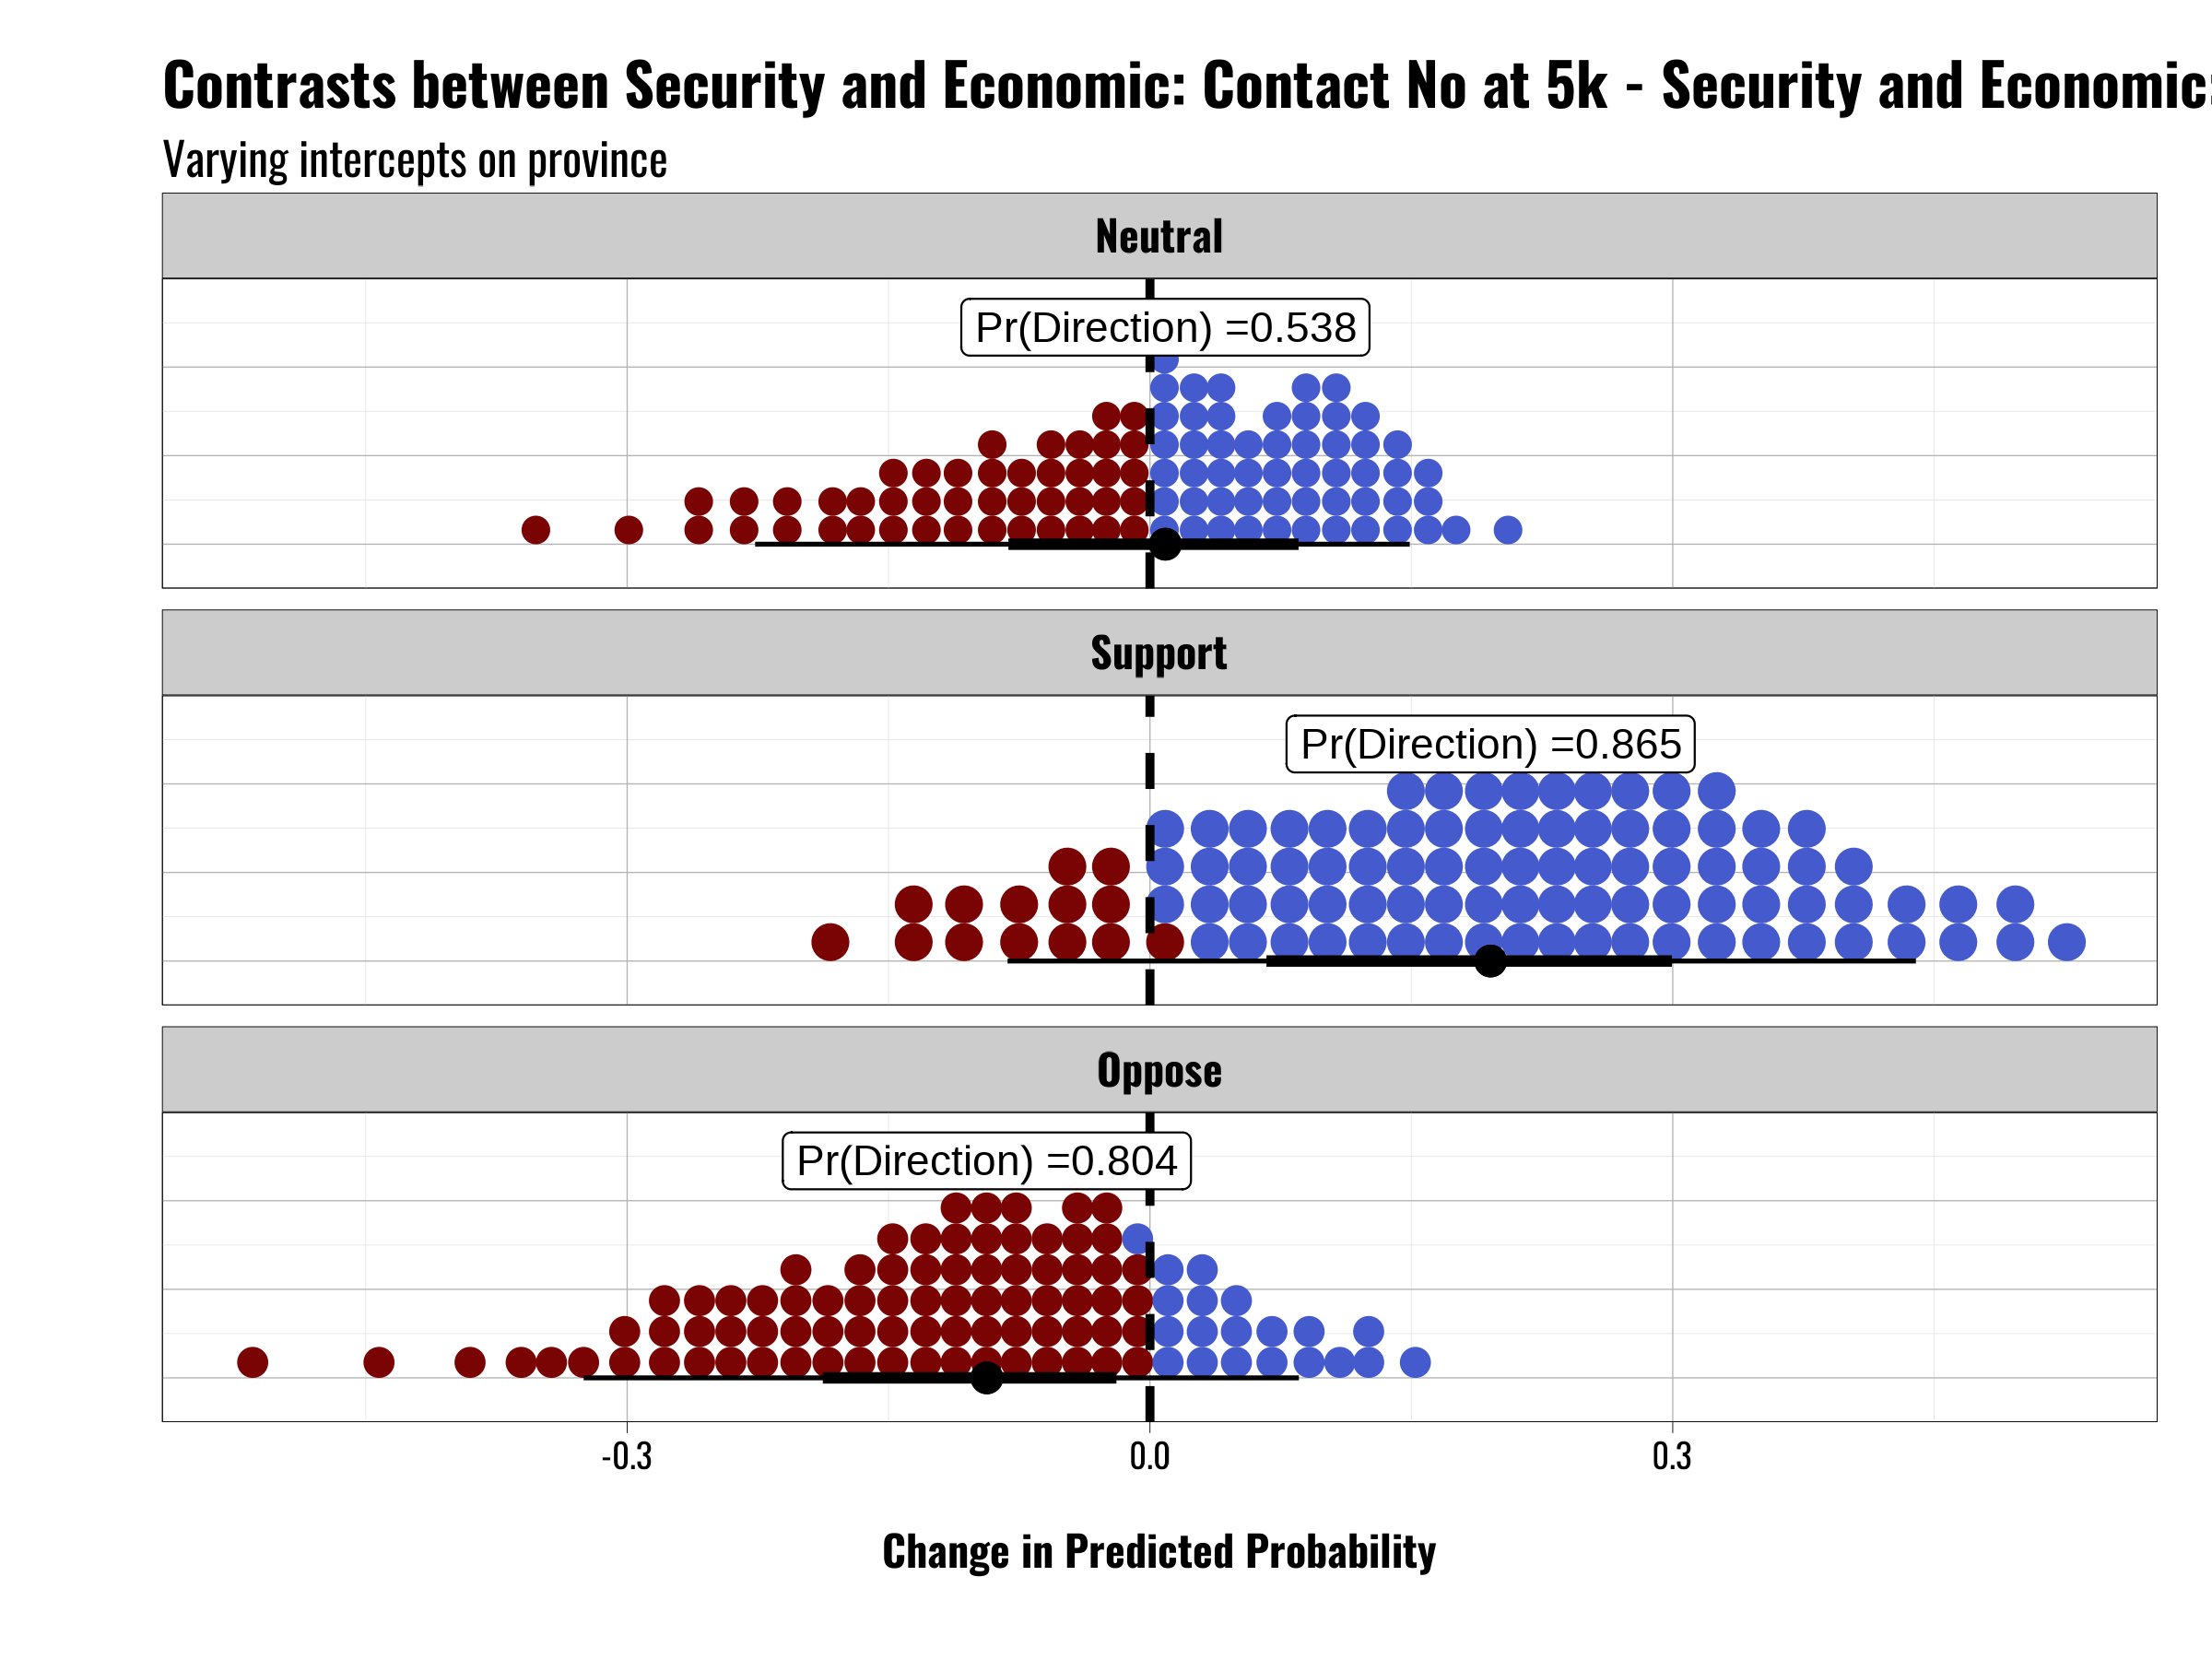 Contrasts between Security and Economic: Contact No at 5k - Security and Economic:
Varying intercepts on province
Neutral
Pr(Direction) =0.538
Support
Pr(Direction) =0.865
Oppose
Pr(Direction) =0.804
-0.3 0.0 0.3
Change in Predicted Probability